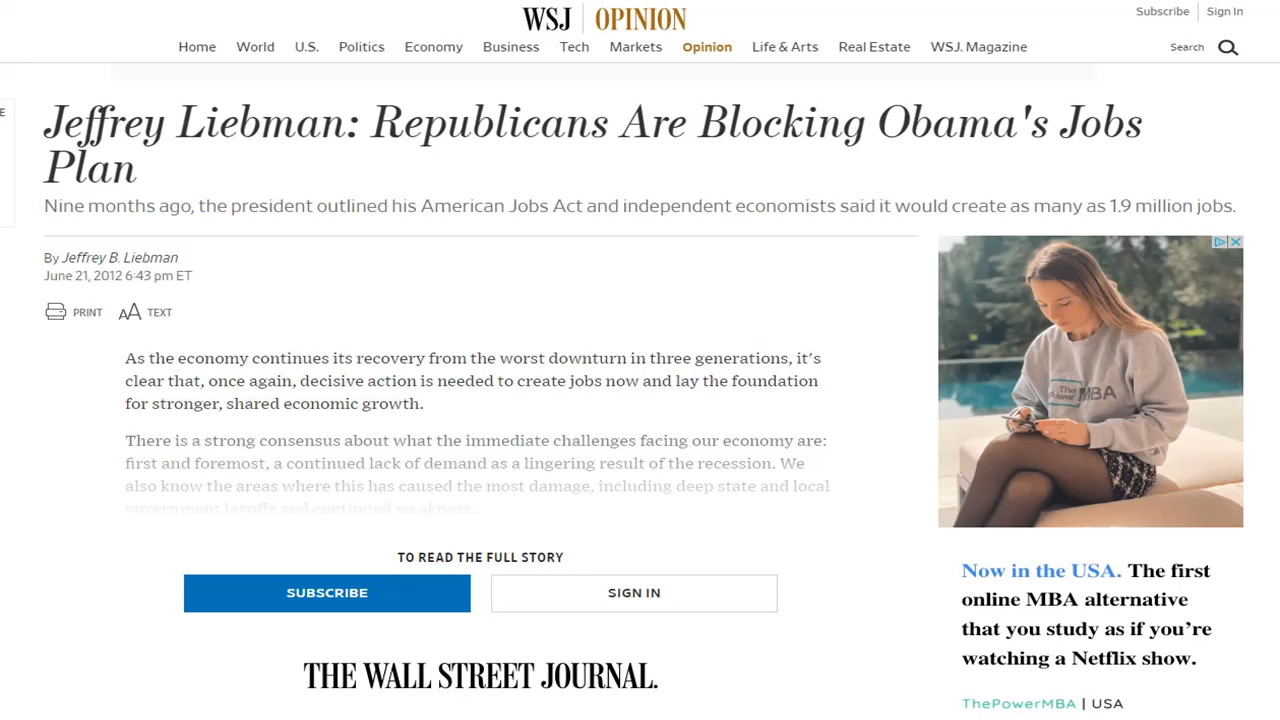 WSJ OPINION
Subscribe Sign In
Home World U.S. Politics Economy Business Tech Markets Opinion Life & Arts Real Estate WSJ. Magazine
Search
E
Jeffrey Liebman: Republicans Are Blocking Obama's Jobs
Plan
Nine months ago, the president outlined his American Jobs Act and independent economists said it would create as many as 1.9 million jobs.
By Jeffrey B. Liebman
June 21, 2012 6:43 pm ET
PRINT AA TEXT
As the economy continues its recovery from the worst downturn in three generations, it's
clear that, once again, decisive action is needed to create jobs now and lay the foundation
for stronger, shared economic growth.
There is a strong consensus about what the immediate challenges facing our economy are:
first and foremost, a continued lack of demand as a lingering result of the recession. We
also know the areas where this has caused the most damage, including deep state and local
government layoffs and continued weakness...
TO READ THE FULL STORY
SUBSCRIBE SIGN IN
THE WALL STREET JOURNAL.
The
Power MBA
Now in the USA. The first
online MBA alternative
that you study as if you're
watching a Netflix show.
ThePowerMBA | USA